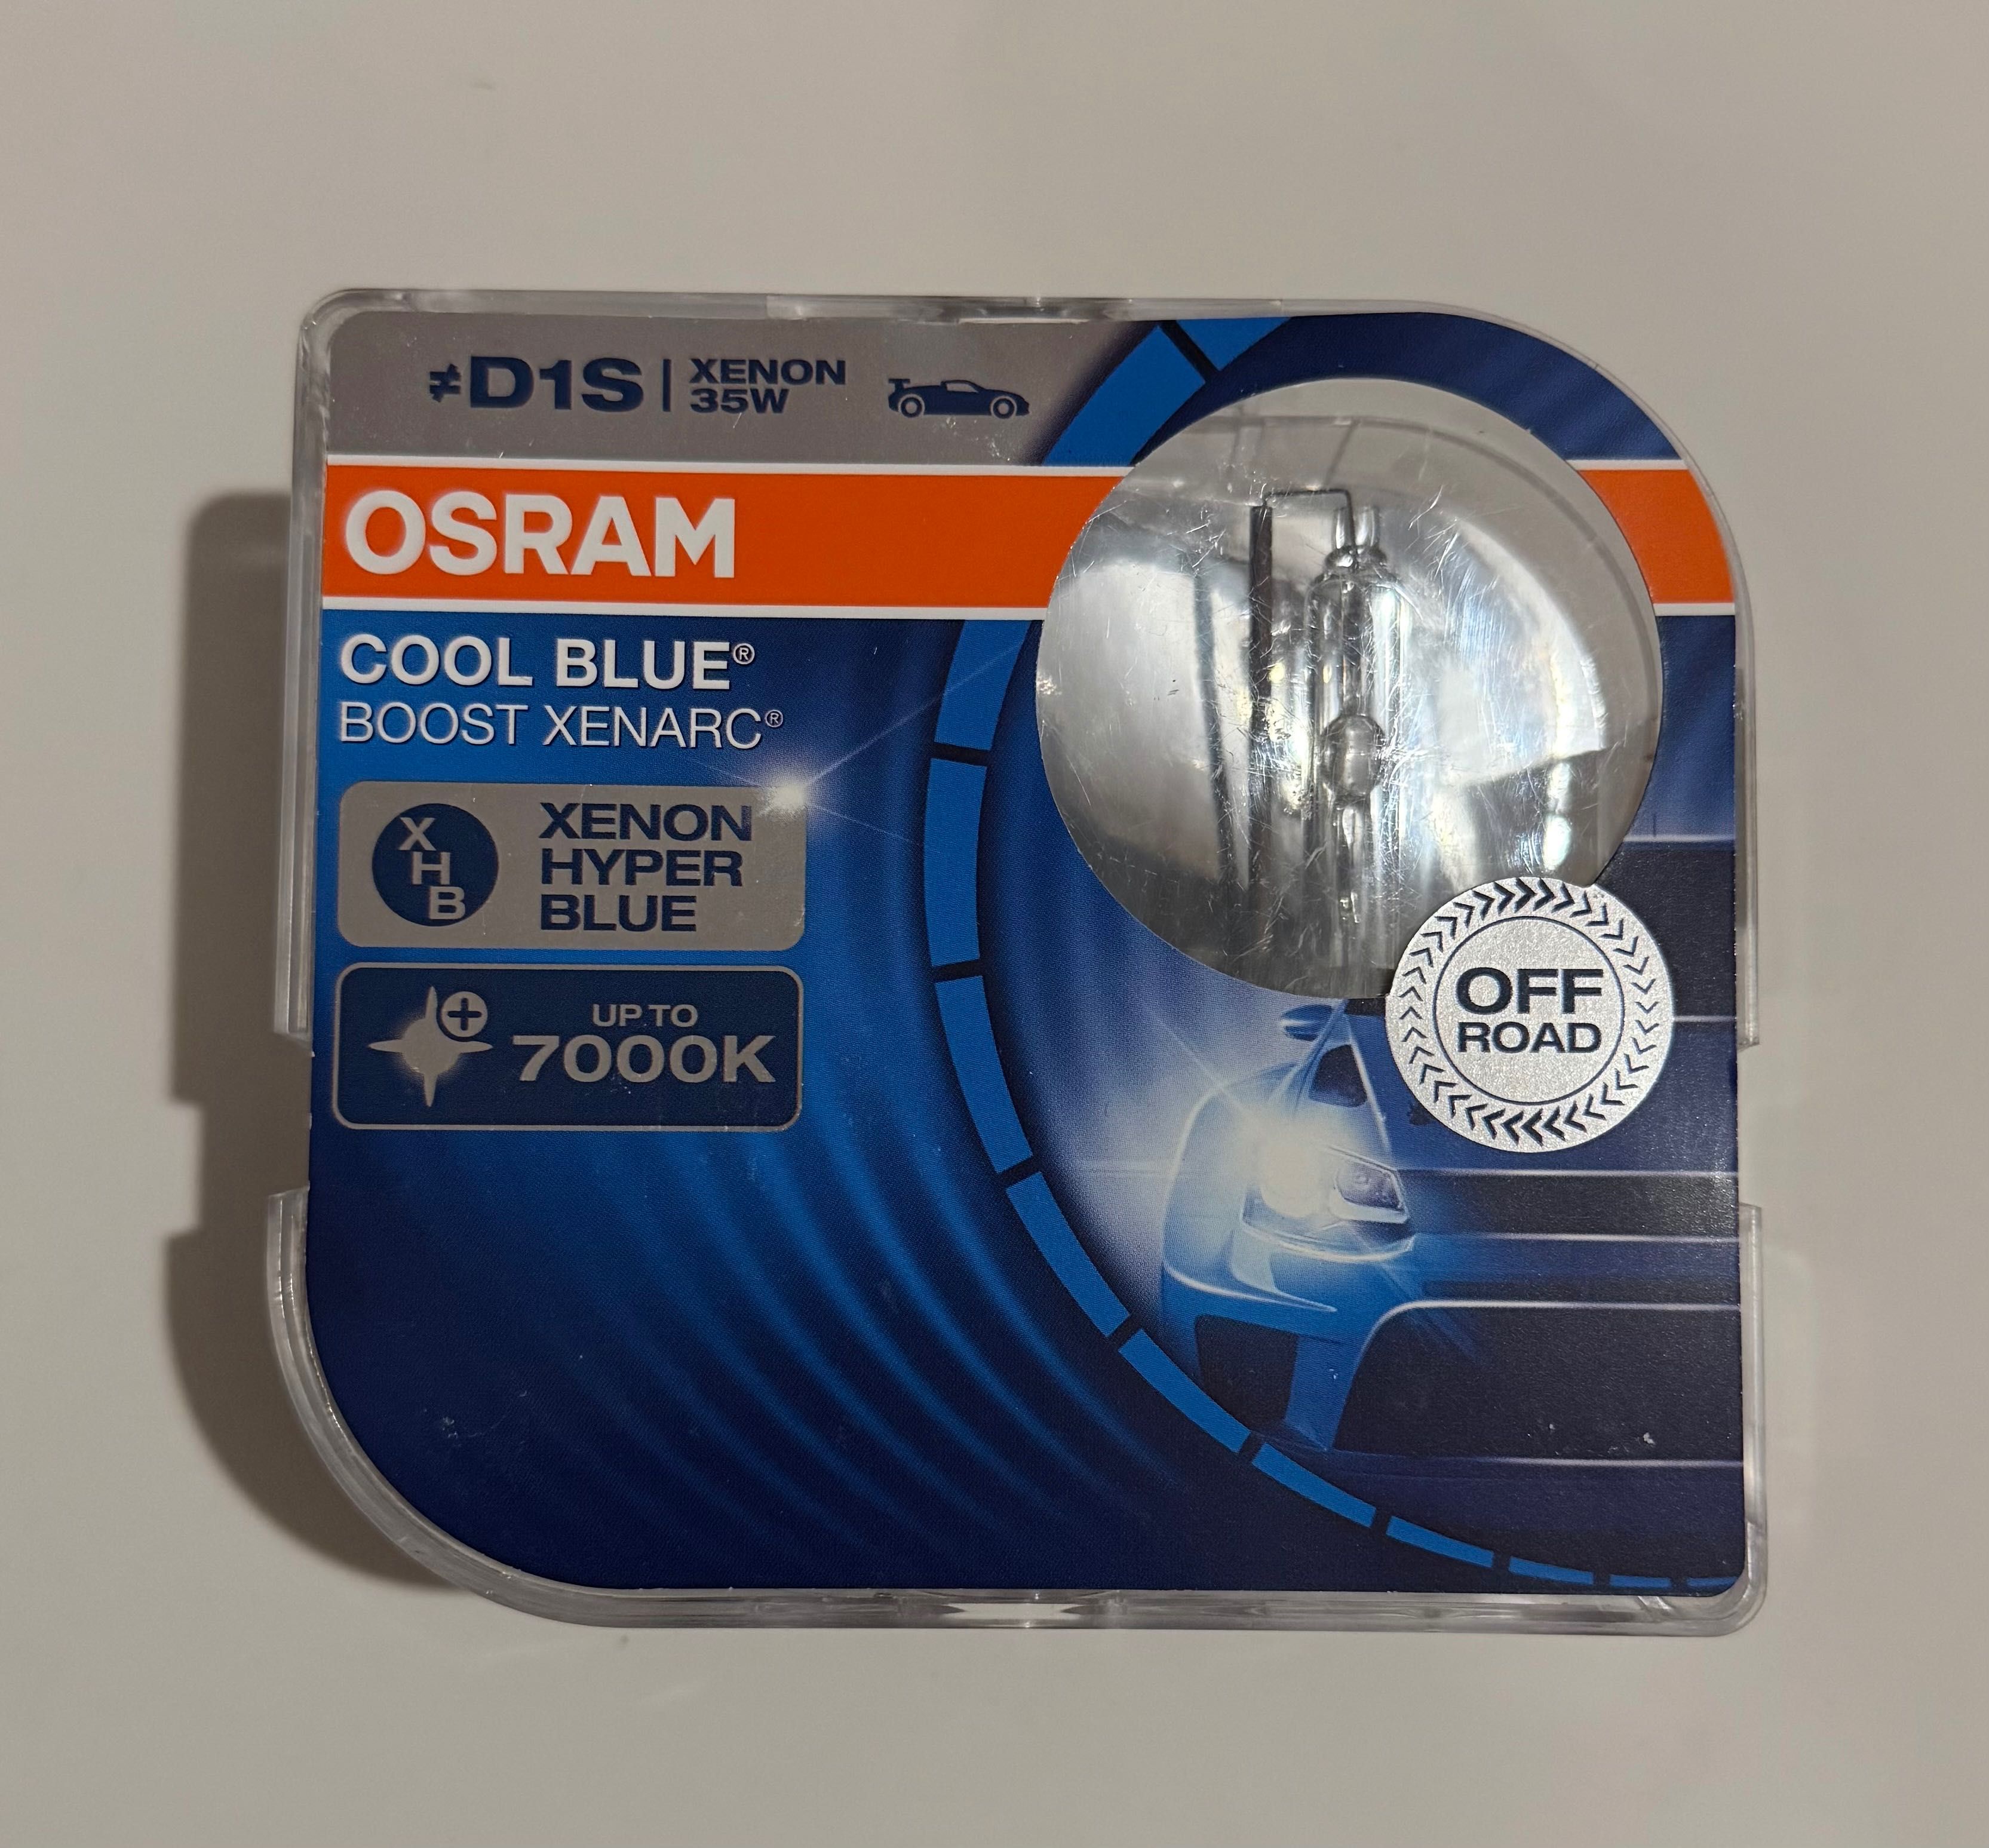 ≠D1S | XENON
35W
OSRAM
COOL BLUE®
BOOST XENARC®
XHB
XENON
HYPER
BLUE
UP TO
7000K
OFF
ROAD